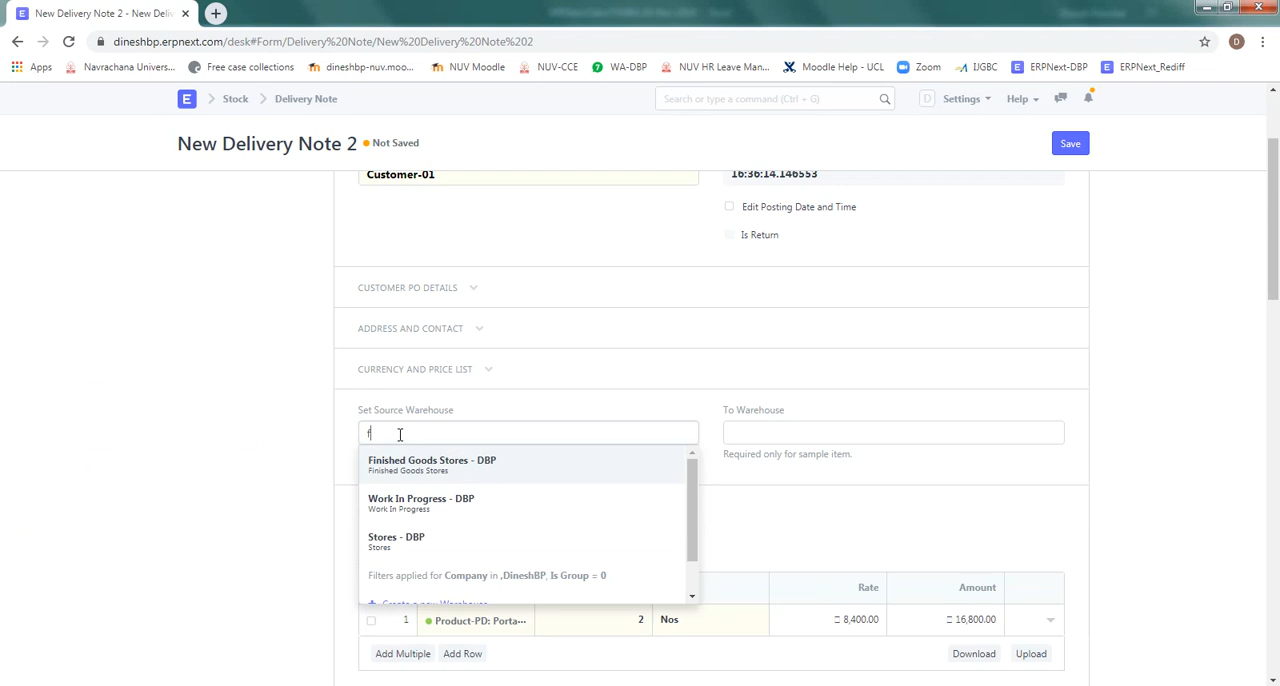 New Delivery Note 2 - New Deliv
dineshbp.erpnext.com/desk#Form/Delivery%20Note/New%20Delivery%20Note%202
Apps Navrachana Univers... Free case collections dineshbp-nuv.moo... NUV Moodle NUV-CCE WA-DBP NUV HR Leave Man... Moodle Help - UCL Zoom IJGBC ERPNext-DBP ERPNext_Rediff
E Stock Delivery Note Search or type a command (Ctrl + G) D Settings Help
New Delivery Note 2 Not Saved Save
Customer-01 16:36:14.146553
Edit Posting Date and Time
Is Return
CUSTOMER PO DETAILS
ADDRESS AND CONTACT
CURRENCY AND PRICE LIST
Set Source Warehouse To Warehouse
f
Required only for sample item.
Finished Goods Stores - DBP
Finished Goods Stores
Work In Progress - DBP
Work In Progress
Stores - DBP
Stores
Filters applied for Company in ,DineshBP, Is Group = 0
+ Create a new Warehouse
Rate Amount
1 Product-PD: Porta... 2 Nos 8,400.00 16,800.00
Add Multiple Add Row Download Upload